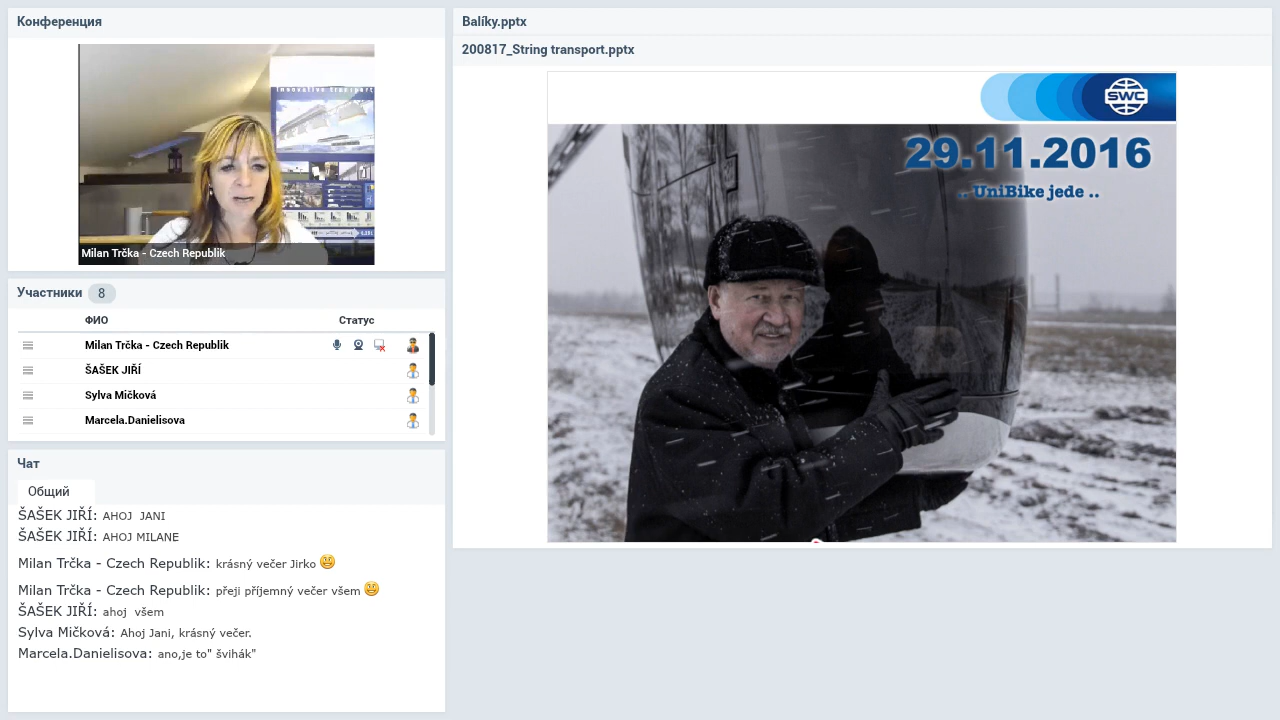 Конференция
innovative transport
Milan Trčka - Czech Republik
Участники 8
ФИО Статус
Milan Trčka - Czech Republik
ŠAŠEK JIŘÍ
Sylva Mičková
Marcela.Danielisova
Чат
Общий
ŠAŠEK JIŘÍ: AHOJ JANI
ŠAŠEK JIŘÍ: AHOJ MILANE
Milan Trčka - Czech Republik: krásný večer Jirko
Milan Trčka - Czech Republik: přeji příjemný večer všem
ŠAŠEK JIŘÍ: ahoj všem
Sylva Mičková: Ahoj Jani, krásný večer.
Marcela.Danielisova: ano,je to" švihák"
Balíky.pptx
200817_String transport.pptx
SWC
29.11.2016
.. UniBike jede ..